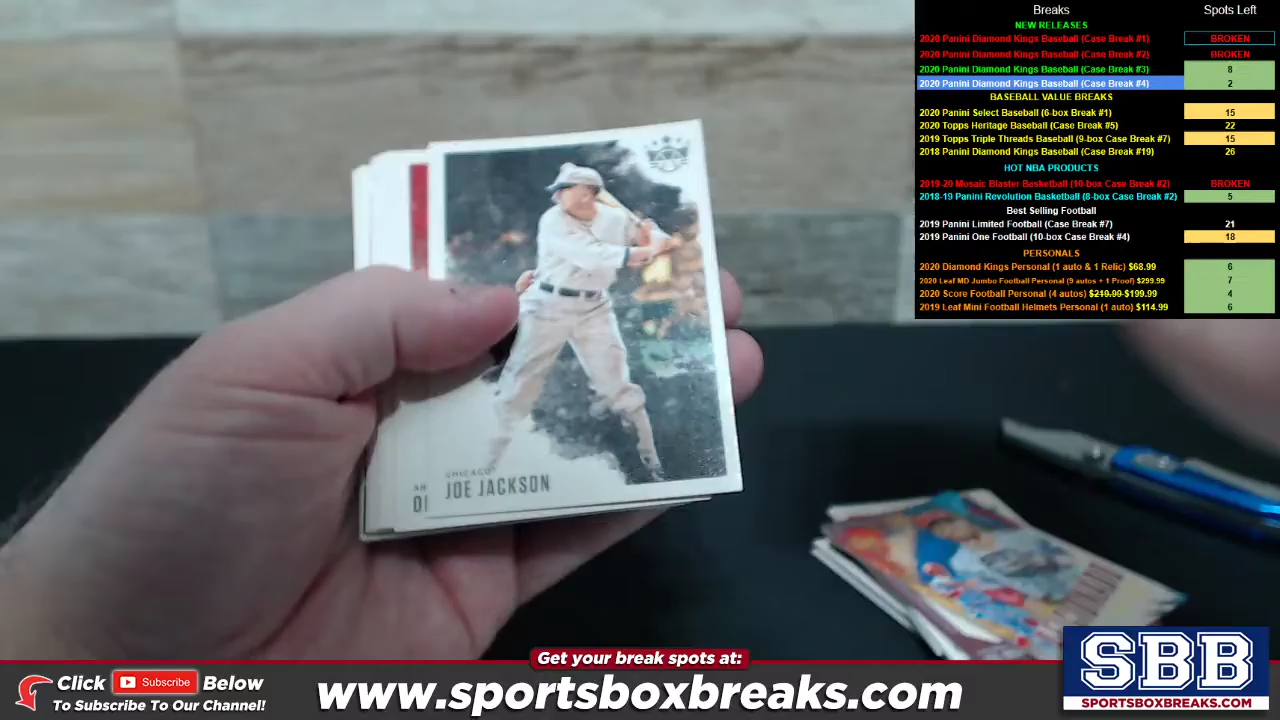 Breaks Spots Left
NEW RELEASES
2020 Panini Diamond Kings Baseball (Case Break #1) BROKEN
2020 Panini Diamond Kings Baseball (Case Break #2) BROKEN
2020 Panini Diamond Kings Baseball (Case Break #3) 8
2020 Panini Diamond Kings Baseball (Case Break #4) 2
BASEBALL VALUE BREAKS
2020 Panini Select Baseball (6-box Break #1) 15
2020 Topps Heritage Baseball (Case Break #5) 22
2019 Topps Triple Threads Baseball (9-box Case Break #7) 15
2018 Panini Diamond Kings Baseball (Case Break #19) 26
HOT NBA PRODUCTS
2019-20 Mosaic Blaster Basketball (10-box Case Break #2) BROKEN
2018-19 Panini Revolution Basketball (8-box Case Break #2) 5
Best Selling Football
2019 Panini Limited Football (Case Break #7) 21
2019 Panini One Football (10-box Case Break #4) 18
PERSONALS
2020 Diamond Kings Personal (1 auto & 1 Relic) $68.99 6
2020 Leaf MD Jumbo Football Personal (9 autos + 1 Proof) $299.99 7
2020 Score Football Personal (4 autos) $219.99 $199.99 4
2019 Leaf Mini Football Helmets Personal (1 auto) $114.99 6
CHICAGO
JOE JACKSON
AN
DI
Get your break spots at:
Click Subscribe Below
To Subscribe To Our Channel!
www.sportsboxbreaks.com
SBB
SPORTSBOXBREAKS.COM